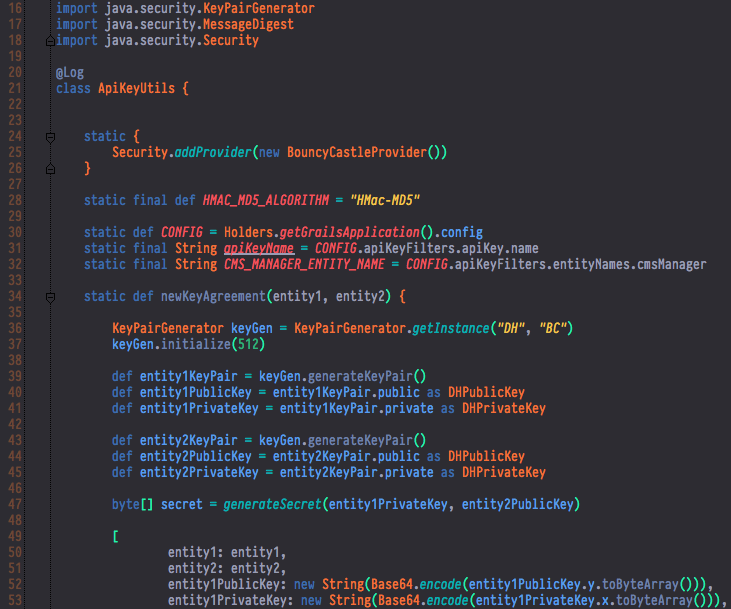 16 import java.security.KeyPairGenerator
17 import java.security.MessageDigest
18 import java.security.Security
19
20 @Log
21 class ApiKeyUtils {
22
23
24     static {
25         Security.addProvider(new BouncyCastleProvider())
26     }
27
28     static final def HMAC_MD5_ALGORITHM = "HMac-MD5"
29
30     static def CONFIG = Holders.getGrailsApplication().config
31     static final String apiKeyName = CONFIG.apiKeyFilters.apiKey.name
32     static final String CMS_MANAGER_ENTITY_NAME = CONFIG.apiKeyFilters.entityNames.cmsManager
33
34     static def newKeyAgreement(entity1, entity2) {
35
36         KeyPairGenerator keyGen = KeyPairGenerator.getInstance("DH", "BC")
37         keyGen.initialize(512)
38
39         def entity1KeyPair = keyGen.generateKeyPair()
40         def entity1PublicKey = entity1KeyPair.public as DHPublicKey
41         def entity1PrivateKey = entity1KeyPair.private as DHPrivateKey
42
43         def entity2KeyPair = keyGen.generateKeyPair()
44         def entity2PublicKey = entity2KeyPair.public as DHPublicKey
45         def entity2PrivateKey = entity2KeyPair.private as DHPrivateKey
46
47         byte[] secret = generateSecret(entity1PrivateKey, entity2PublicKey)
48
49         [
50                 entity1: entity1,
51                 entity2: entity2,
52                 entity1PublicKey: new String(Base64.encode(entity1PublicKey.y.toByteArray())),
53                 entity1PrivateKey: new String(Base64.encode(entity1PrivateKey.x.toByteArray())),